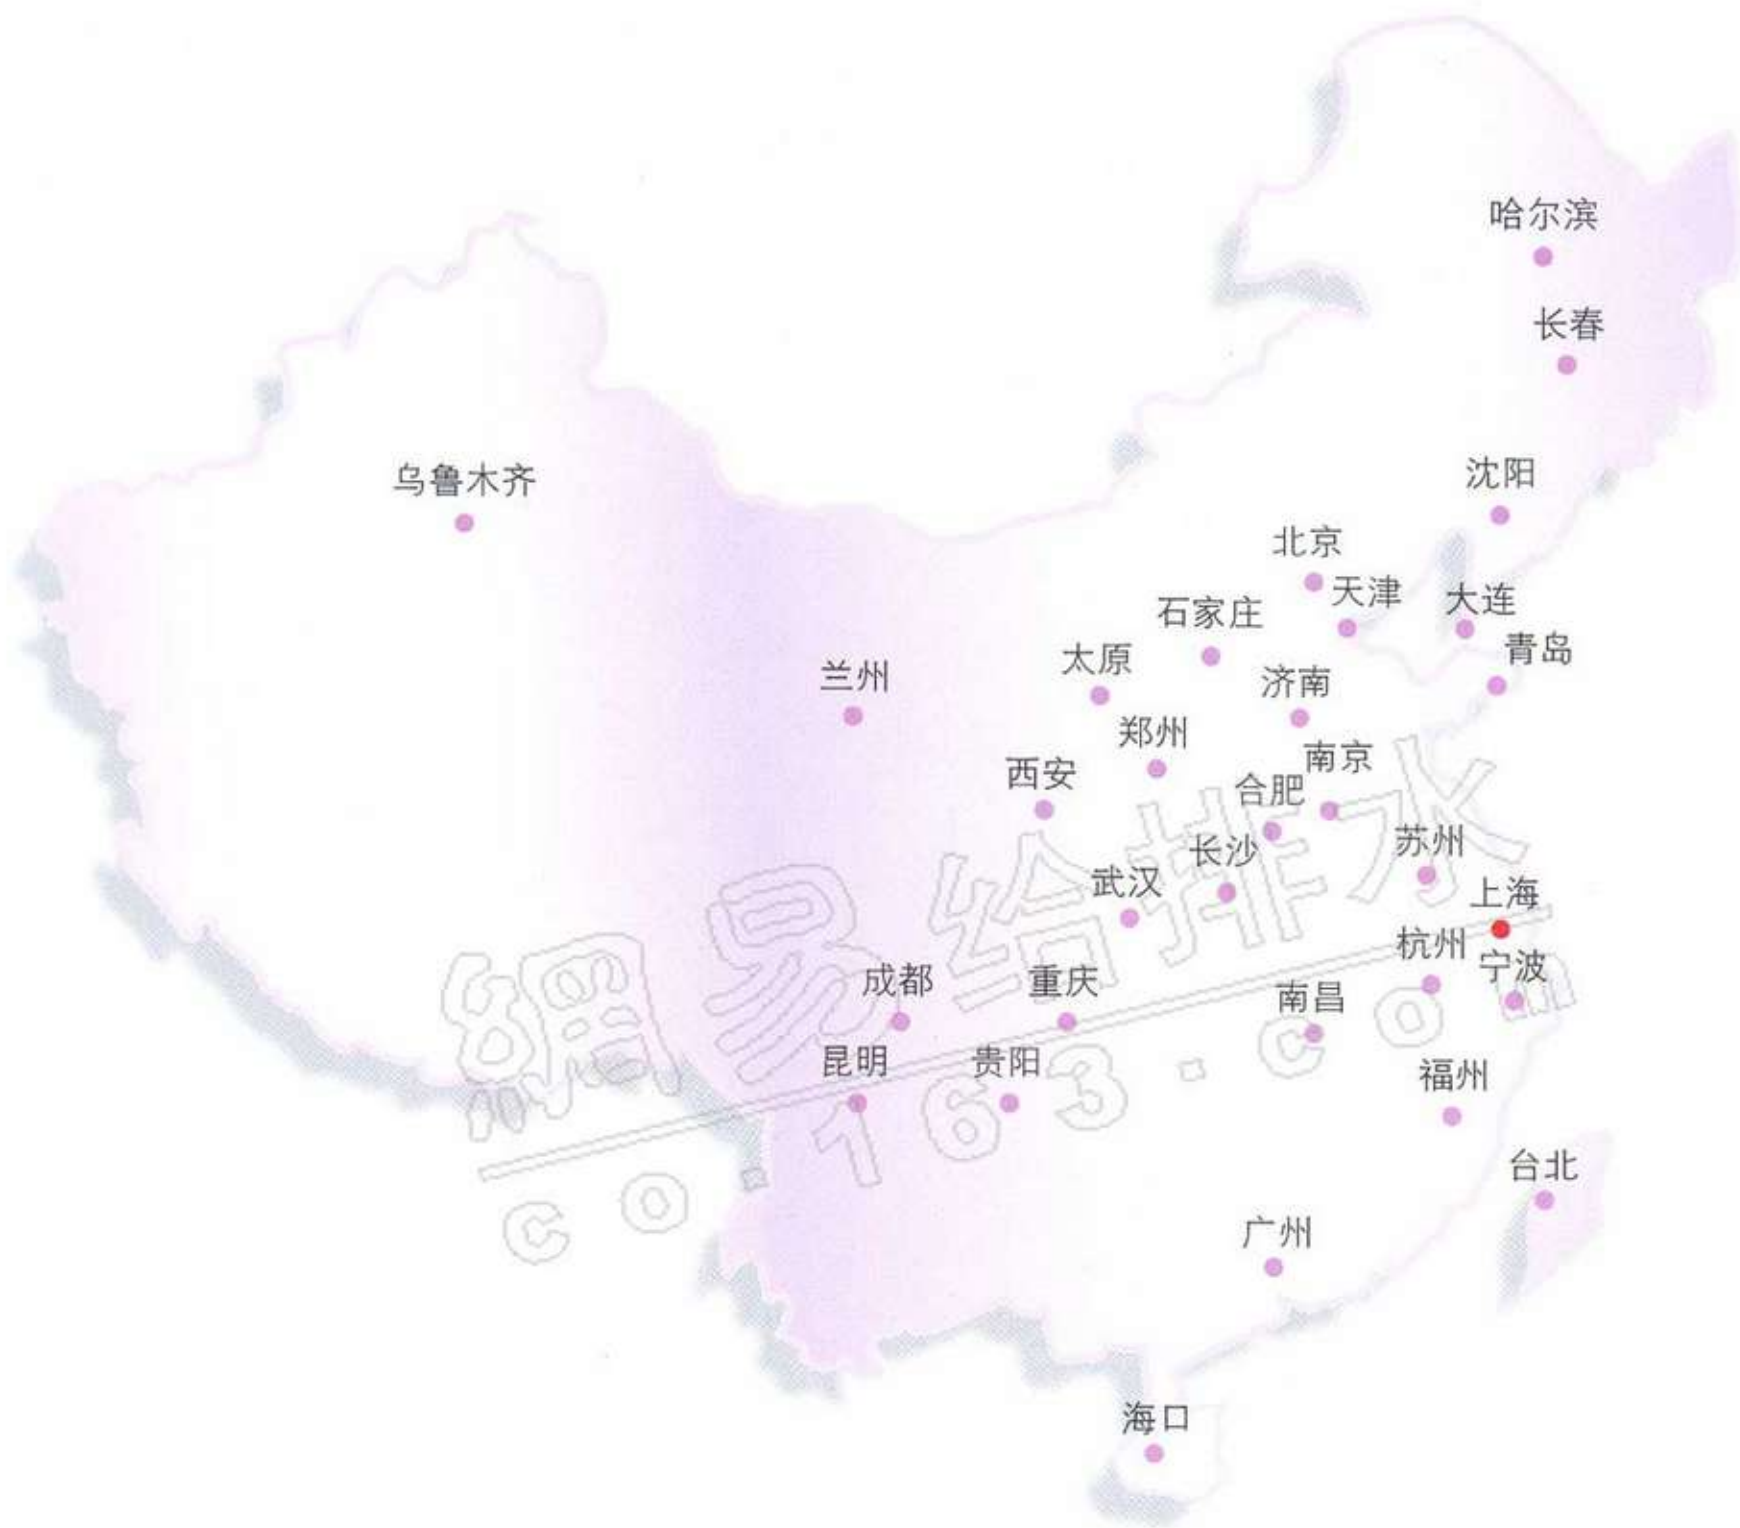 哈尔滨
长春
乌鲁木齐
沈阳
北京
天津
大连
石家庄
青岛
太原
兰州
济南
郑州
南京
西安
合肥
苏州
长沙
武汉
上海
杭州
宁波
成都
重庆
南昌
昆明
贵阳
福州
台北
广州
海口
網易给排水
co.163.com